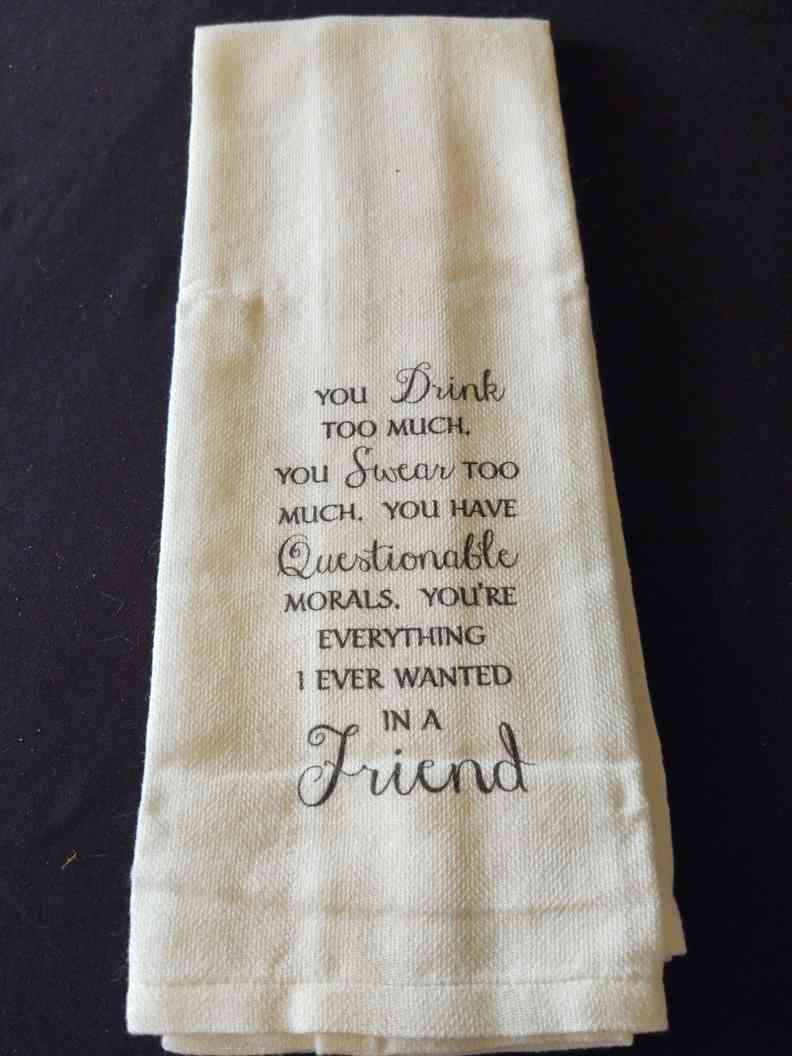 YOU Drink
TOO MUCH.
YOU Swear TOO
MUCH. YOU HAVE
Questionable
MORALS. YOU'RE
EVERYTHING
I EVER WANTED
IN A
Friend